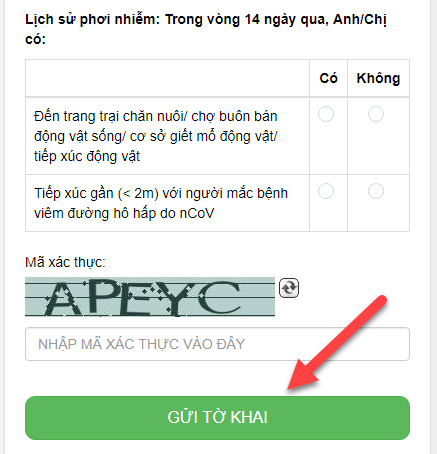 Lịch sử phơi nhiễm: Trong vòng 14 ngày qua, Anh/Chị
có:
Có Không
Đến trang trại chăn nuôi/ chợ buôn bán
động vật sống/ cơ sở giết mổ động vật/
tiếp xúc động vật
Tiếp xúc gần (< 2m) với người mắc bệnh
viêm đường hô hấp do nCoV
Mã xác thực:
APEYC
NHẬP MÃ XÁC THỰC VÀO ĐÂY
GỬI TỜ KHAI